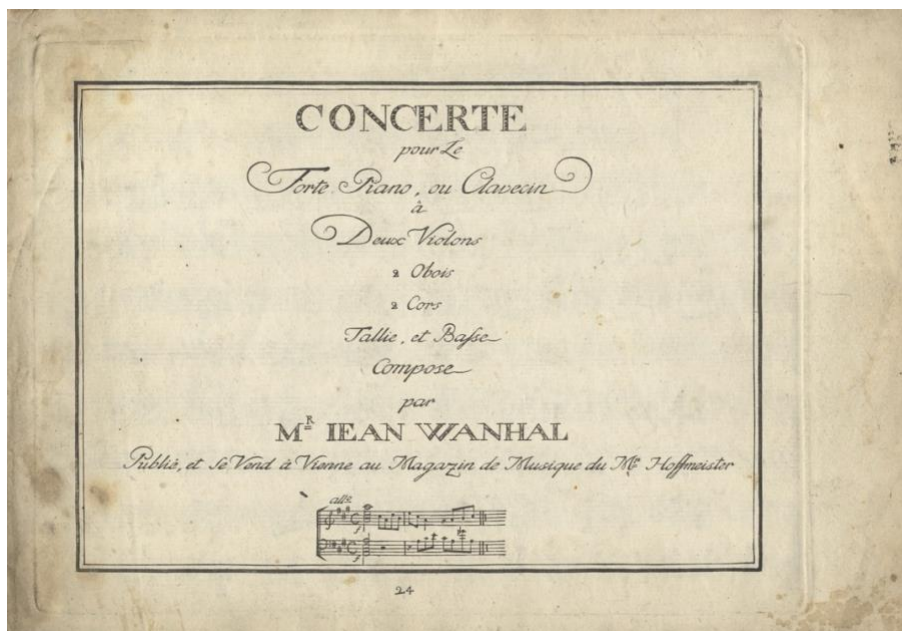 CONCERTE
pour Le
Forte Piano, ou Clavecin
à
Deux Violons
2 Obois
2 Cors
Tallie, et Baſse
Compose
par
MR IEAN WANHAL
Publiè, et se Vend à Vienne au Magazin de Musique du Mr Hoffmeister
allo
24